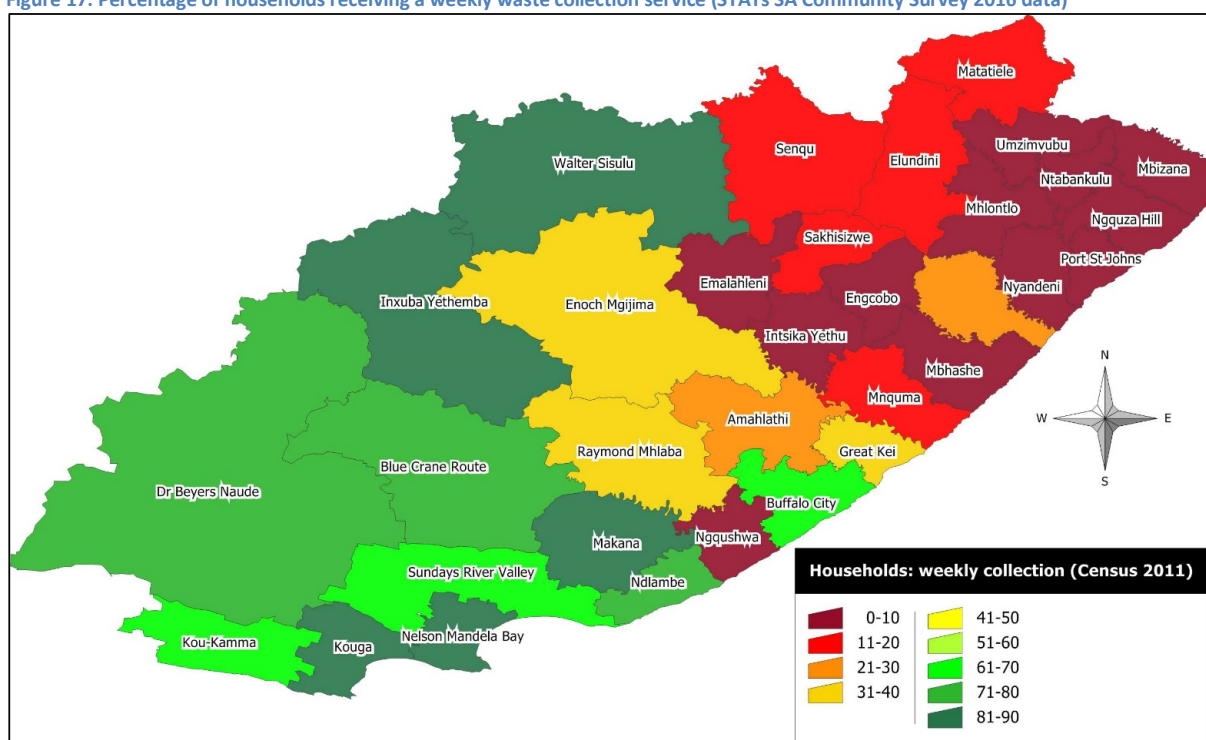 Figure 17: Percentage of households receiving a weekly waste collection service (STATs SA Community Survey 2016 data)
Matatiele
Umzimvubu
Mbizana
Senqu
Elundini
Walter Sisulu
Ntabankulu
Mhlontlo
Ngquza Hill
Sakhisizwe
Port St Johns
Emalahleni
Engcobo
Nyandeni
Inxuba Yethemba
Enoch Mgijima
Intsika Yethu
Mbhashe
Mnquma
Amahlathi
Great Kei
Raymond Mhlaba
Blue Crane Route
Dr Beyers Naude
Buffalo City
Makana
Ngqushwa
Sundays River Valley
Ndlambe
Nelson Mandela Bay
Kou-Kamma
Kouga
N
W
E
S
Households: weekly collection (Census 2011)
0-10
11-20
21-30
31-40
41-50
51-60
61-70
71-80
81-90